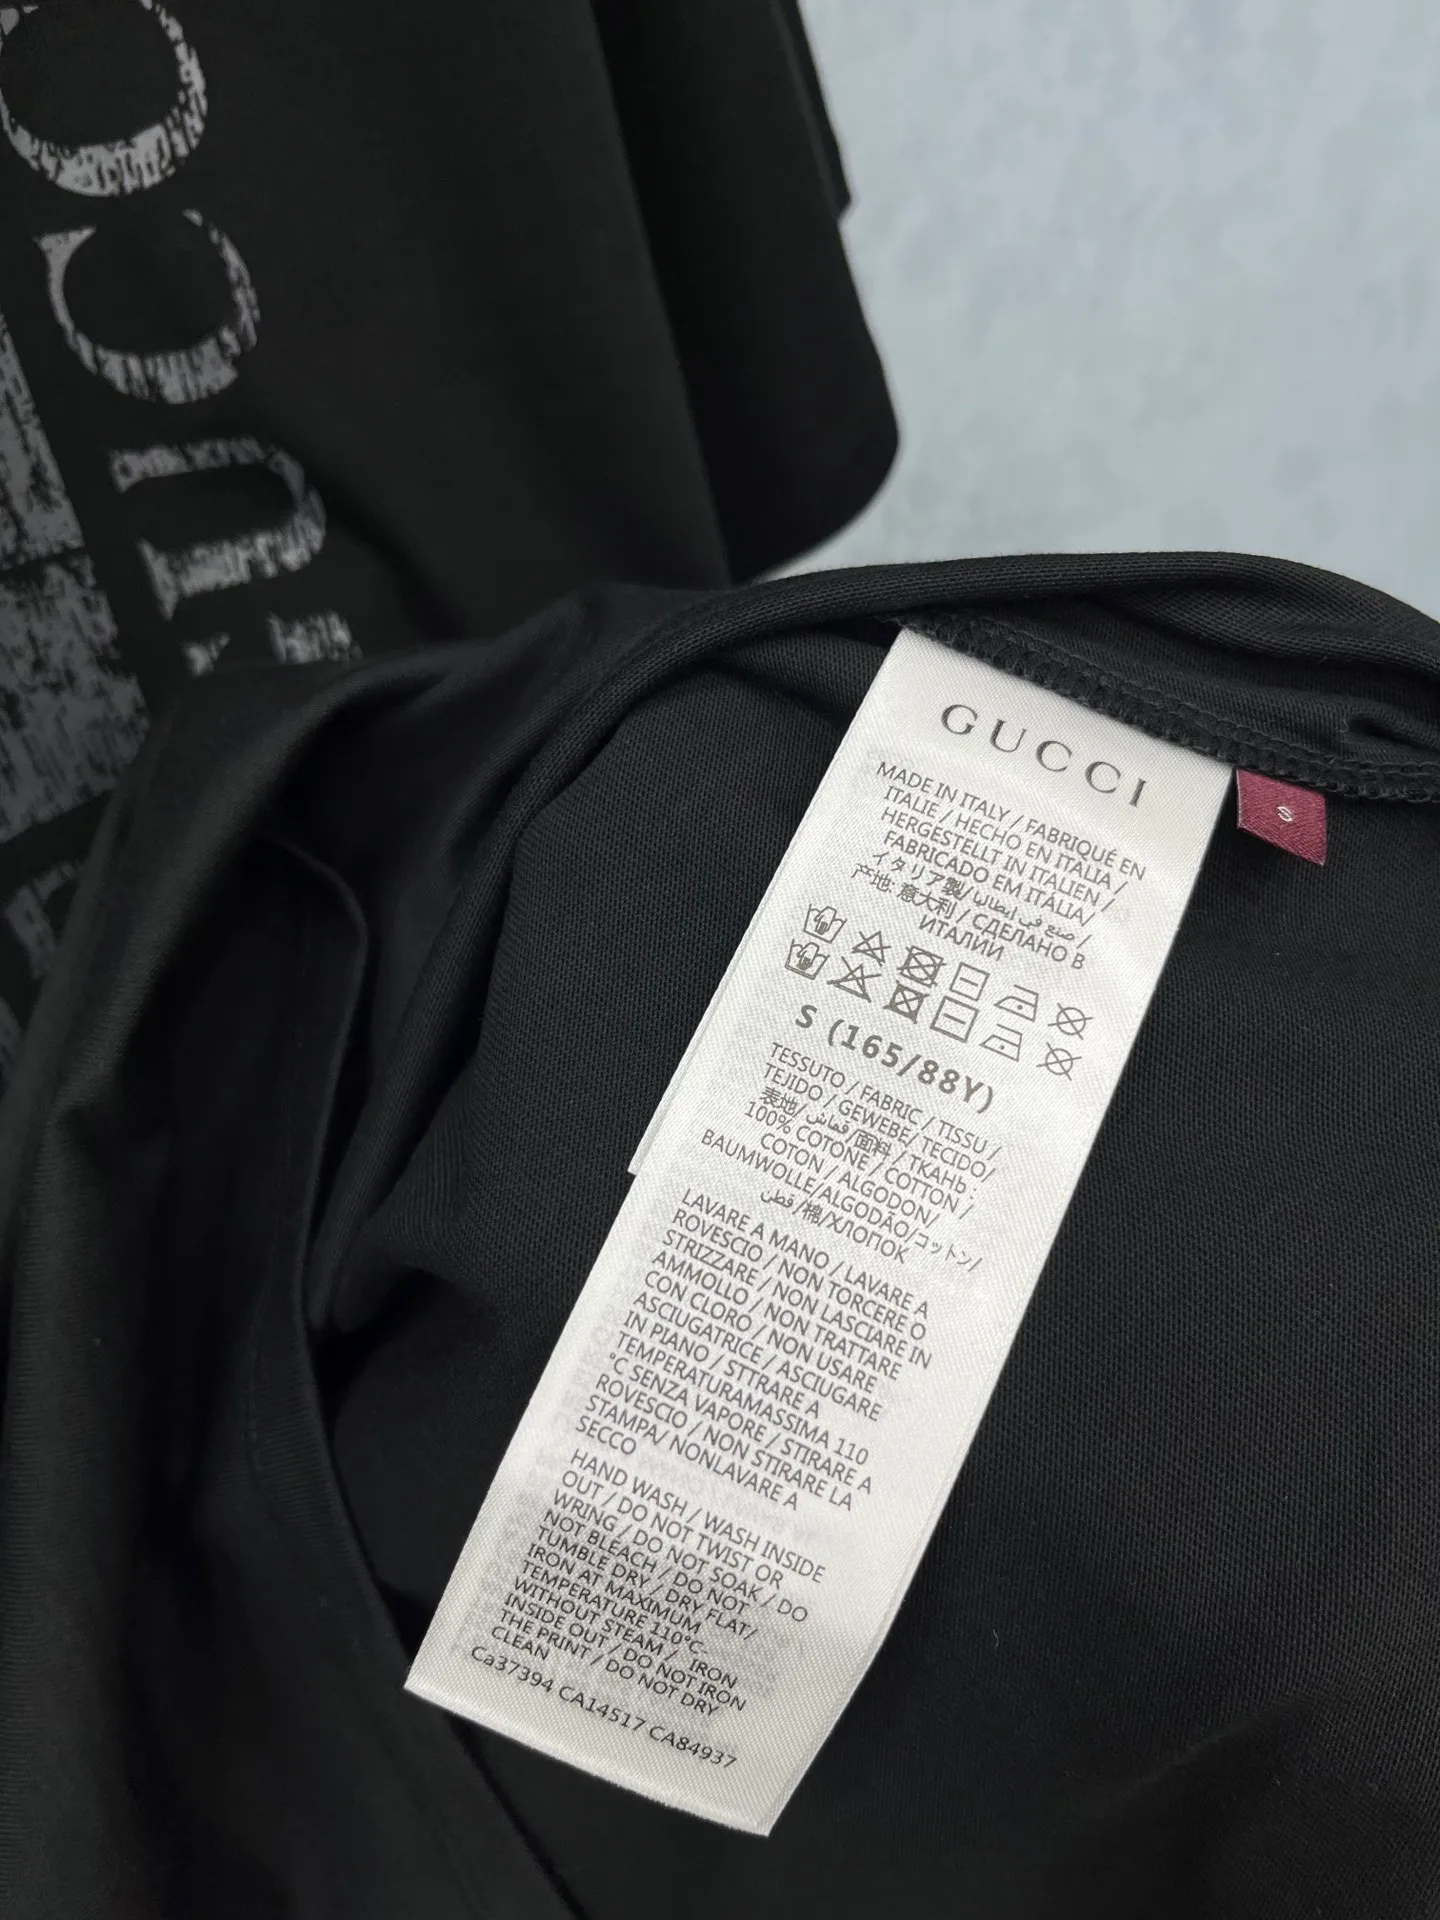 GUCCI
GUCCI
MADE IN ITALY / FABRIQUÉ EN
ITALIE / HECHO EN ITALIA /
HERGESTELLT IN ITALIEN /
FABRICADO EM ITÁLIA/
イタリア製/صنع في ايطاليا /
产地: 意大利 / СДЕЛАНО В
ИТАЛИИ
S (165/88Y)
TESSUTO / FABRIC / TISSU /
TEJIDO / GEWEBE/ TECIDO/
表地/ قماش/面料 / ТКАНЬ :
100% COTONE / COTTON /
COTON / ALGODON/
BAUMWOLLE/ALGODÃO/コットン/
قطن /棉/ХЛОПОК
LAVARE A MANO / LAVARE A
ROVESCIO / NON TORCERE O
STRIZZARE / NON LASCIARE IN
AMMOLLO / NON TRATTARE
CON CLORO / NON USARE
ASCIUGATRICE / ASCIUGARE
IN PIANO / STTRARE A
TEMPERATURAMASSIMA 110
°C SENZA VAPORE / STIRARE A
ROVESCIO / NON STIRARE LA
STAMPA/ NONLAVARE A
SECCO
HAND WASH / WASH INSIDE
OUT / DO NOT TWIST OR
WRING / DO NOT SOAK / DO
NOT BLEACH / DO NOT
TUMBLE DRY / DRY FLAT/
IRON AT MAXIMUM
TEMPERATURE 110°C-
WITHOUT STEAM / IRON
INSIDE OUT / DO NOT IRON
THE PRINT / DO NOT DRY
CLEAN
Ca37394 CA14517 CA84937
S